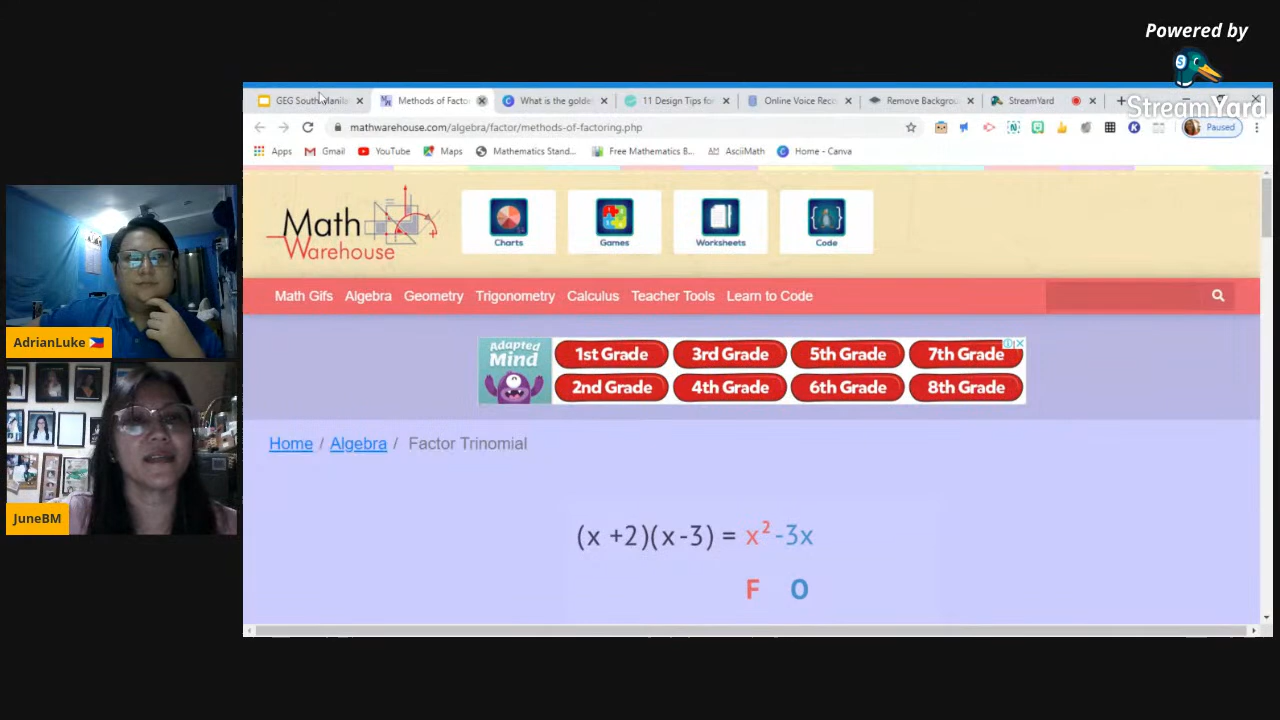 Powered by
StreamYard
GEG South Manila
Methods of Factor
What is the golde
11 Design Tips for
Online Voice Reco
Remove Backgrou
StreamYard
mathwarehouse.com/algebra/factor/methods-of-factoring.php
Paused
Apps
Gmail
YouTube
Maps
Mathematics Stand...
Free Mathematics B...
AsciiMath
Home - Canva
Math
Warehouse
Charts
Games
Worksheets
Code
Math Gifs Algebra Geometry Trigonometry Calculus Teacher Tools Learn to Code
Adapted
Mind
1st Grade 3rd Grade 5th Grade 7th Grade
2nd Grade 4th Grade 6th Grade 8th Grade
Home / Algebra / Factor Trinomial
(x +2)(x -3) = x² -3x
F O
AdrianLuke
JuneBM